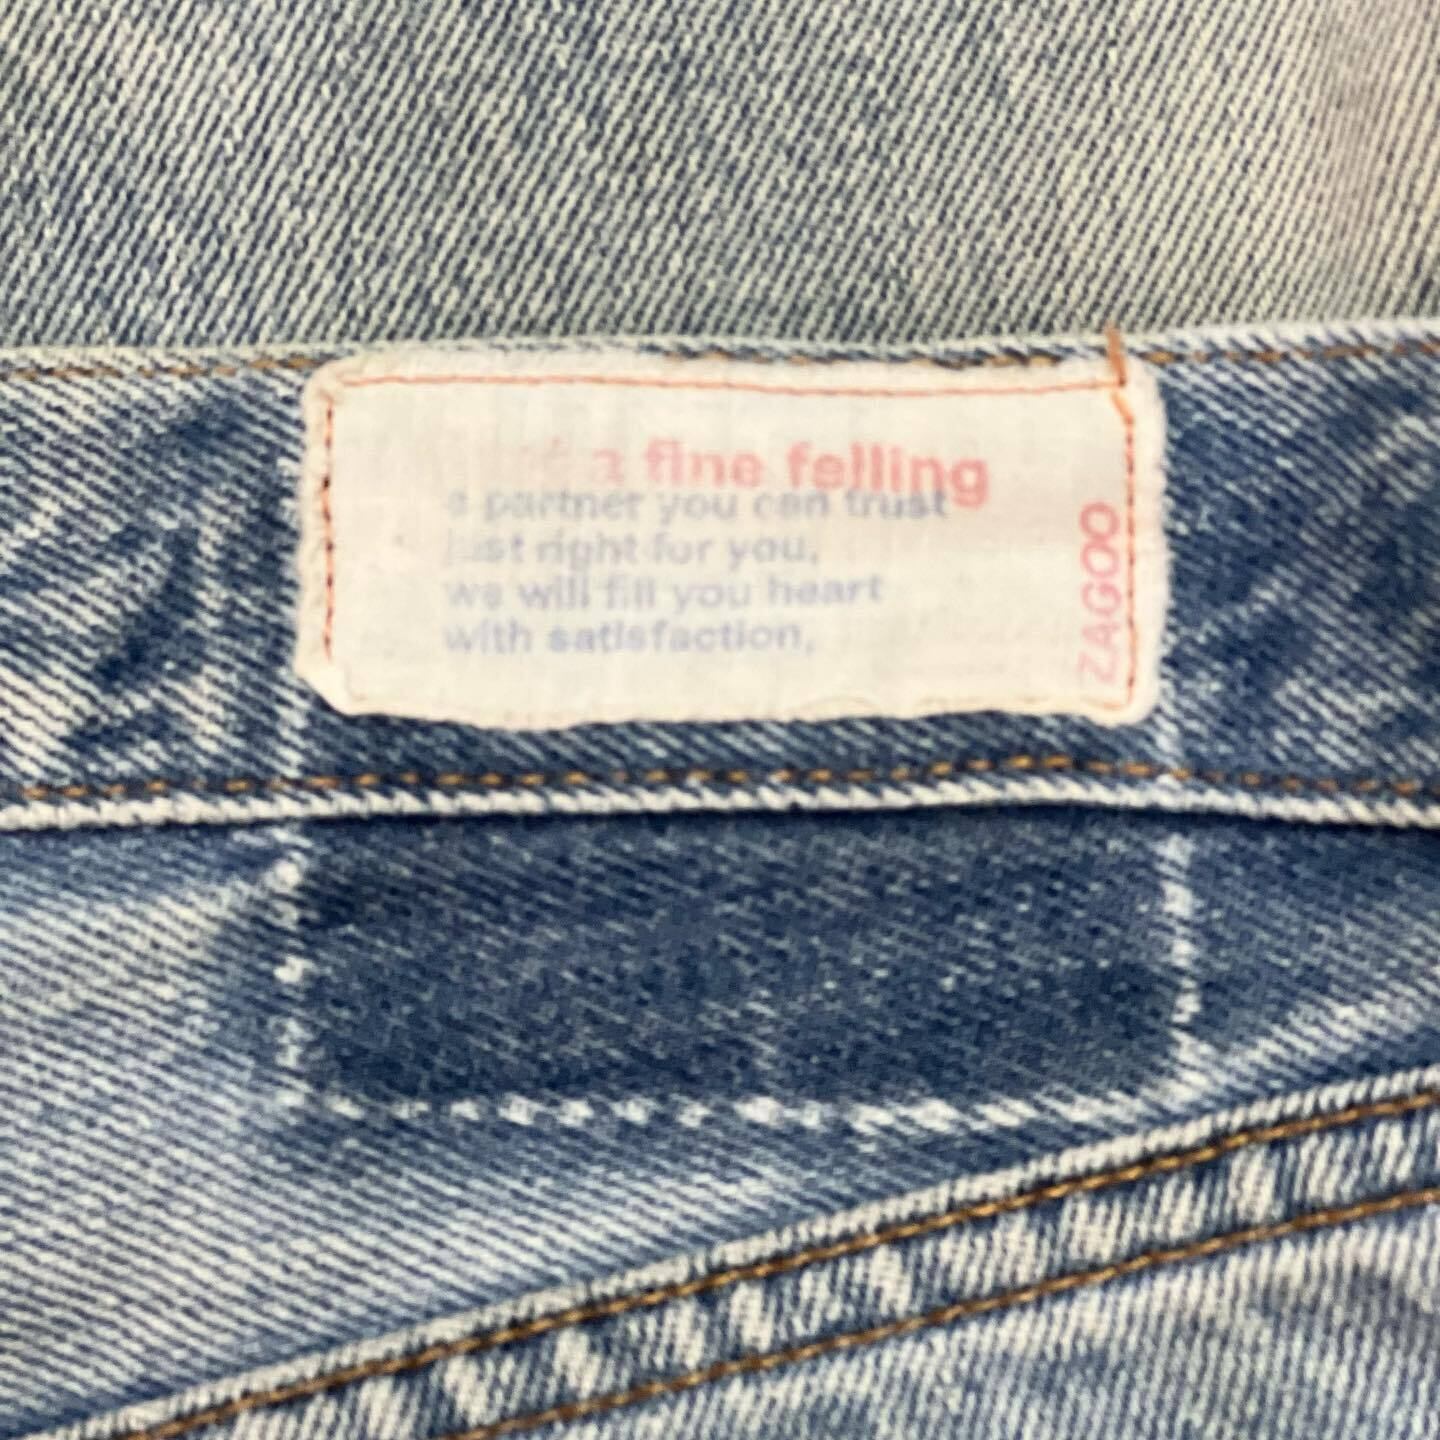 a fine felling
a partner you can trust
just right for you,
we will fill you heart
with satisfaction,
ZAGOO